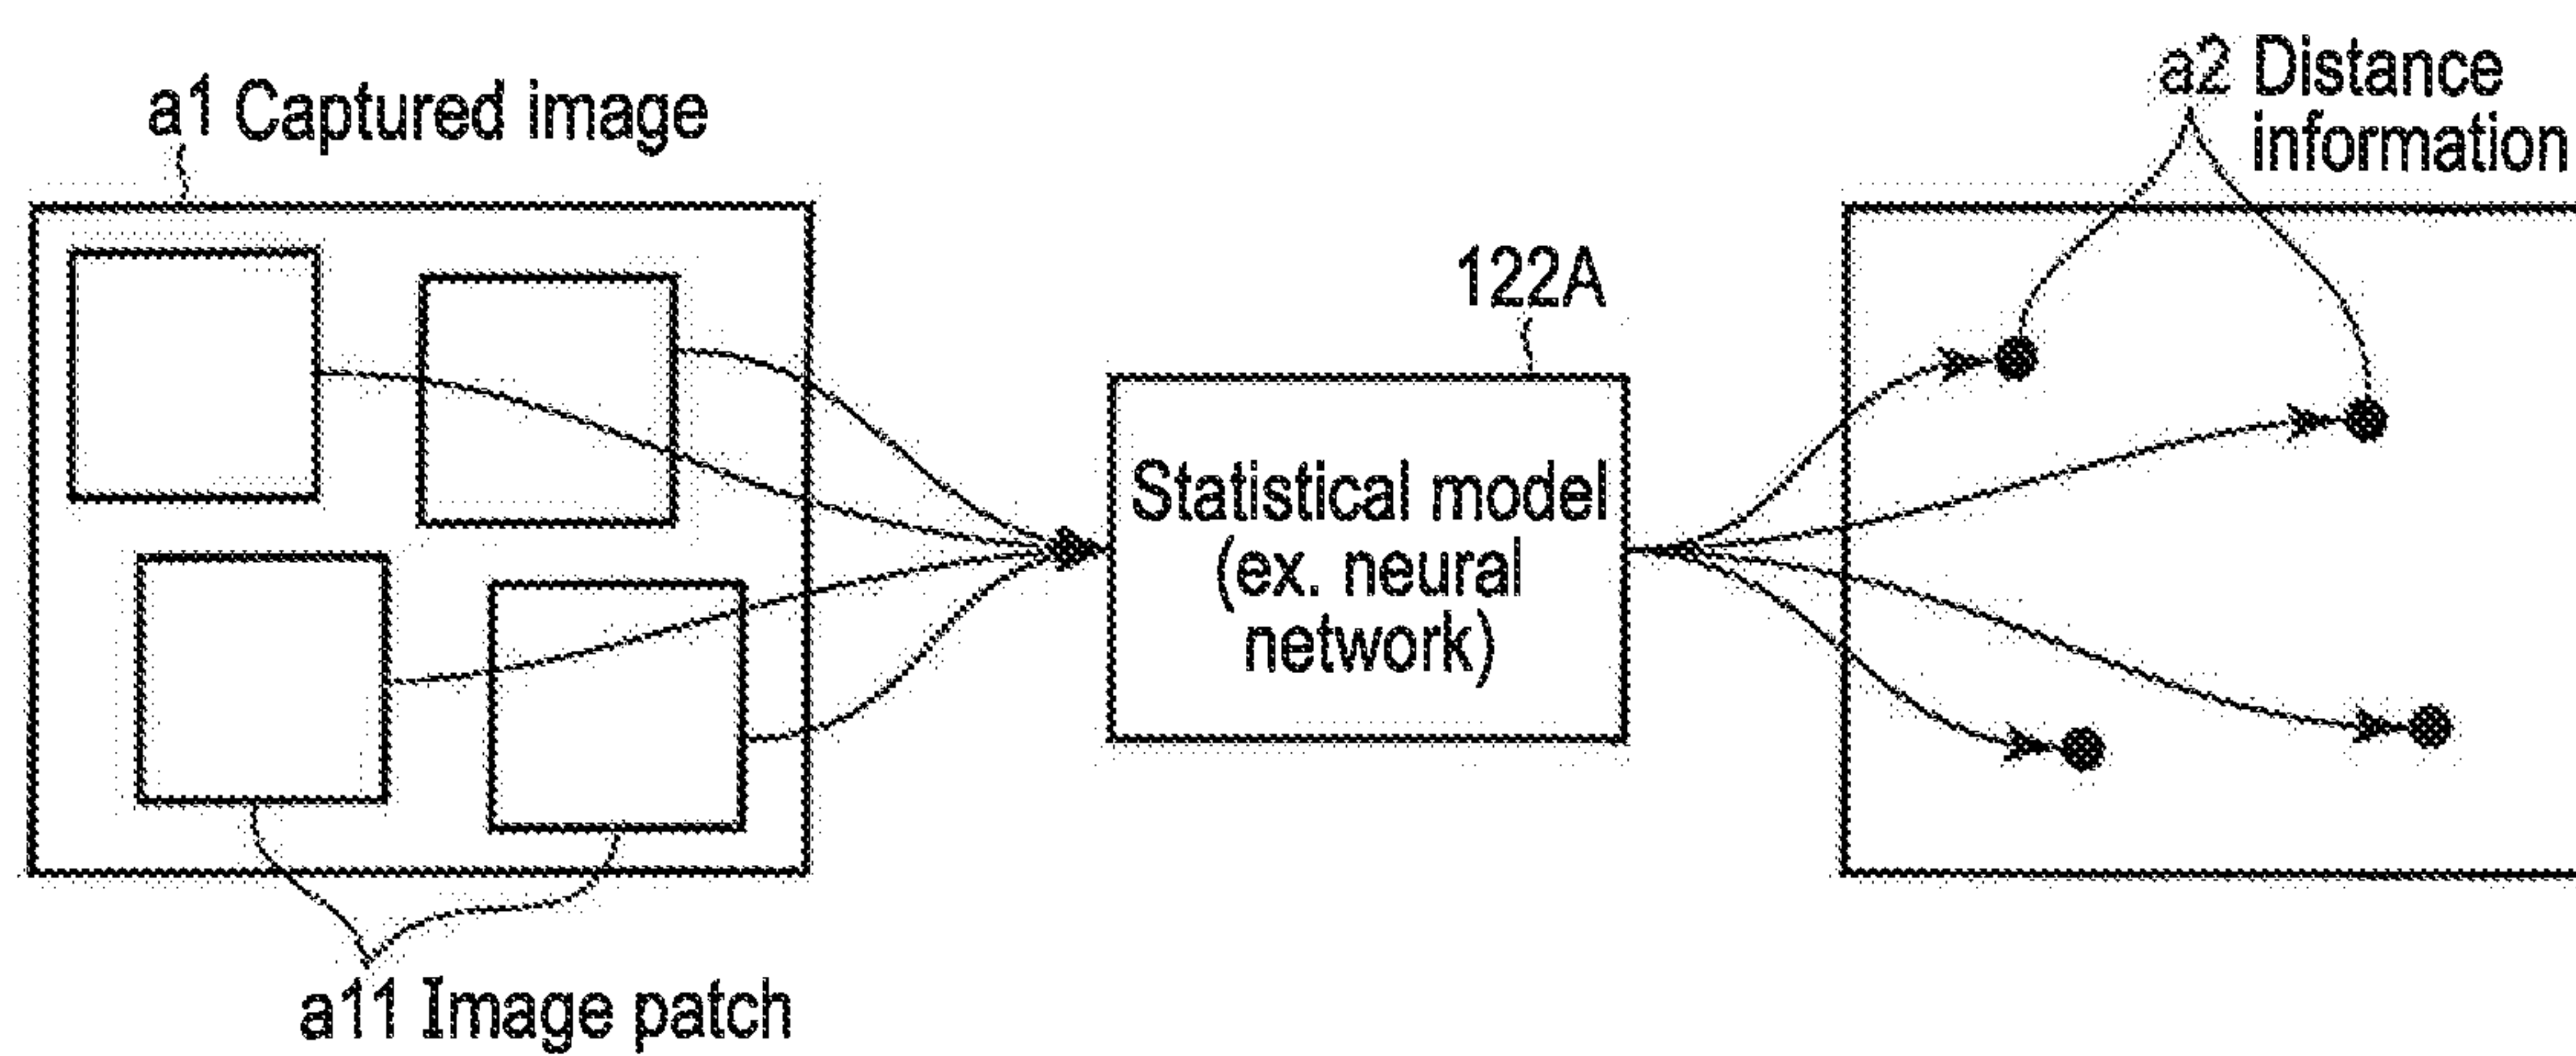 a1 Captured image
a2 Distance
information
122A
Statistical model
(ex. neural
network)
a11 Image patch